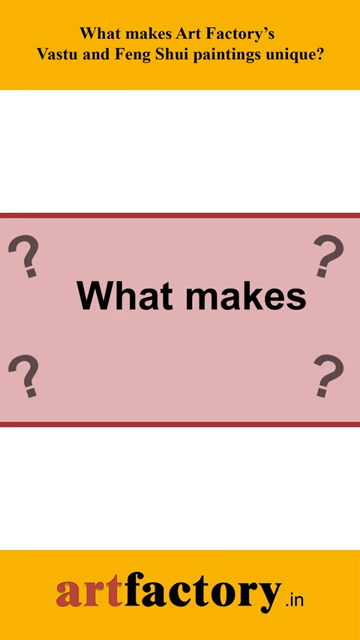 What makes Art Factory's
Vastu and Feng Shui paintings unique?
? ?
What makes
? ?
artfactory.in